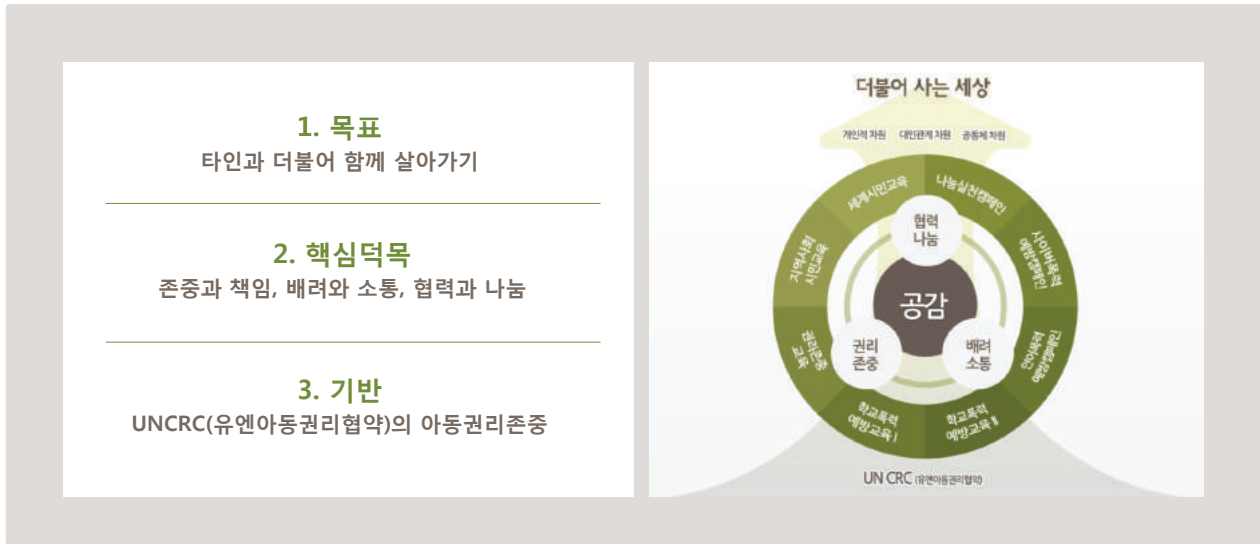 1. 목표
타인과 더불어 함께 살아가기
2. 핵심덕목
존중과 책임, 배려와 소통, 협력과 나눔
3. 기반
UNCRC(유엔아동권리협약)의 아동권리존중
더불어 사는 세상
개인적 차원 대인관계 차원 공동체 차원
세계시민교육
나눔실천캠페인
사이버폭력
예방캠페인
언어폭력
예방캠페인
학교폭력
예방교육 II
학교폭력
예방교육 I
권리존중
교육
지역사회
시민교육
협력
나눔
공감
권리
존중
배려
소통
UN CRC (유엔아동권리협약)